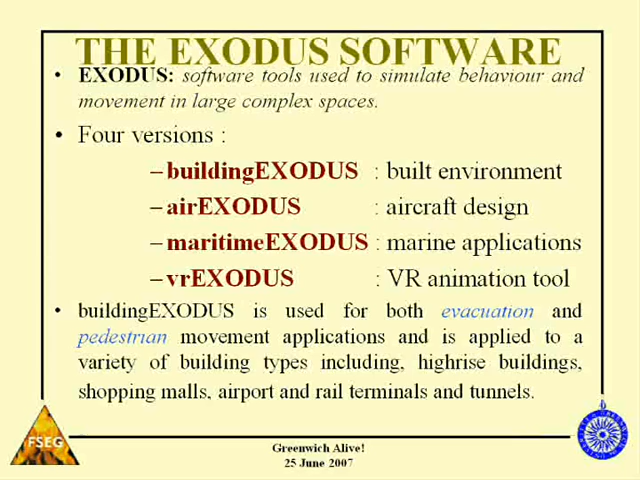 THE EXODUS SOFTWARE
• EXODUS: software tools used to simulate behaviour and
movement in large complex spaces.
• Four versions :
– buildingEXODUS : built environment
– airEXODUS : aircraft design
– maritimeEXODUS : marine applications
– vrEXODUS : VR animation tool
• buildingEXODUS is used for both evacuation and
pedestrian movement applications and is applied to a
variety of building types including, highrise buildings,
shopping malls, airport and rail terminals and tunnels.
FSEG
Greenwich Alive!
25 June 2007